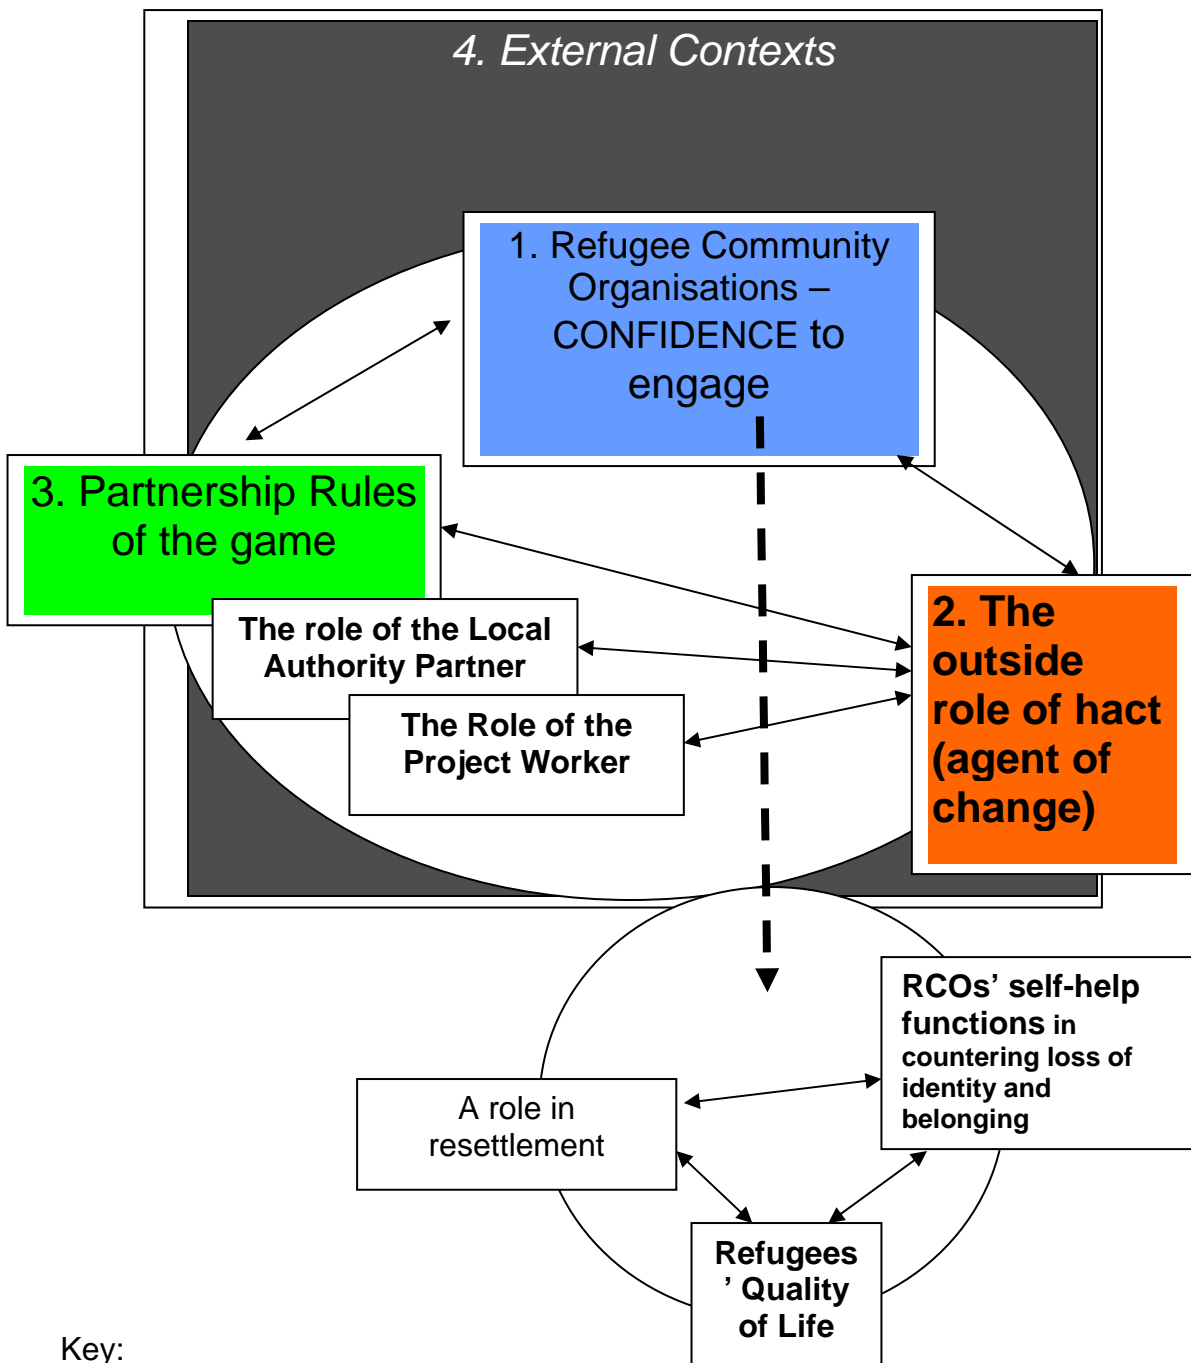 4. External Contexts
1. Refugee Community
Organisations –
CONFIDENCE to
engage
3. Partnership Rules
of the game
The role of the Local
Authority Partner
The Role of the
Project Worker
2. The
outside
role of hact
(agent of
change)
RCOs’ self-help
functions in
countering loss of
identity and
belonging
A role in
resettlement
Refugees
’ Quality
of Life
Key: